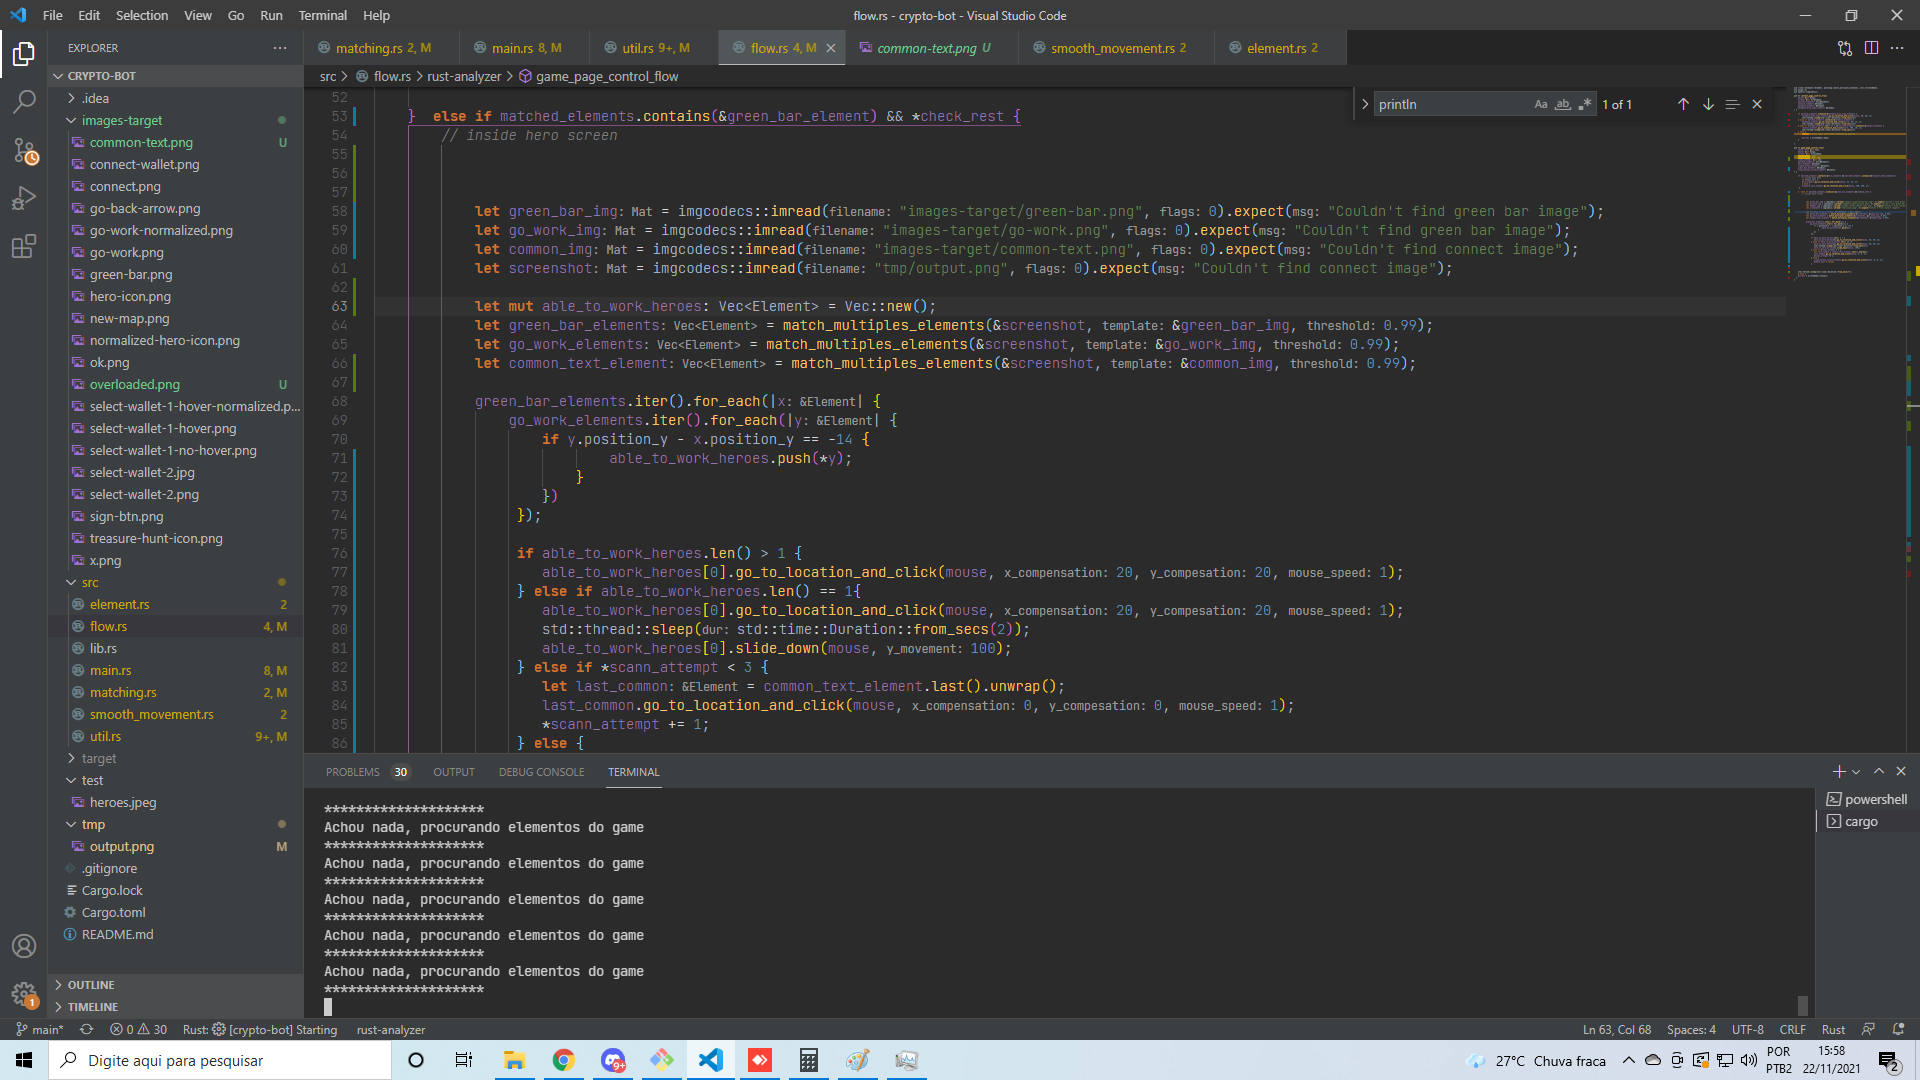 File Edit Selection View Go Run Terminal Help
flow.rs - crypto-bot - Visual Studio Code
EXPLORER
matching.rs 2, M
main.rs 8, M
util.rs 9+, M
flow.rs 4, M
common-text.png U
smooth_movement.rs 2
element.rs 2
CRYPTO-BOT
src > flow.rs > rust-analyzer > game_page_control_flow
println
Aa ab .*
1 of 1
.idea
images-target
common-text.png U
connect-wallet.png
connect.png
go-back-arrow.png
go-work-normalized.png
go-work.png
green-bar.png
hero-icon.png
new-map.png
normalized-hero-icon.png
ok.png
overloaded.png U
select-wallet-1-hover-normalized.p...
select-wallet-1-hover.png
select-wallet-1-no-hover.png
select-wallet-2.jpg
select-wallet-2.png
sign-btn.png
treasure-hunt-icon.png
x.png
src
element.rs 2
flow.rs 4, M
lib.rs
main.rs 8, M
matching.rs 2, M
smooth_movement.rs 2
util.rs 9+, M
target
test
heroes.jpeg
tmp
output.png M
.gitignore
Cargo.lock
Cargo.toml
README.md
OUTLINE
TIMELINE
52
53 } else if matched_elements.contains(&green_bar_element) && *check_rest {
54 // inside hero screen
55
56
57
58 let green_bar_img: Mat = imgcodecs::imread(filename: "images-target/green-bar.png", flags: 0).expect(msg: "Couldn't find green bar image");
59 let go_work_img: Mat = imgcodecs::imread(filename: "images-target/go-work.png", flags: 0).expect(msg: "Couldn't find green bar image");
60 let common_img: Mat = imgcodecs::imread(filename: "images-target/common-text.png", flags: 0).expect(msg: "Couldn't find connect image");
61 let screenshot: Mat = imgcodecs::imread(filename: "tmp/output.png", flags: 0).expect(msg: "Couldn't find connect image");
62
63 let mut able_to_work_heroes: Vec<Element> = Vec::new();
64 let green_bar_elements: Vec<Element> = match_multiples_elements(&screenshot, template: &green_bar_img, threshold: 0.99);
65 let go_work_elements: Vec<Element> = match_multiples_elements(&screenshot, template: &go_work_img, threshold: 0.99);
66 let common_text_element: Vec<Element> = match_multiples_elements(&screenshot, template: &common_img, threshold: 0.99);
67
68 green_bar_elements.iter().for_each(|x: &Element| {
69 go_work_elements.iter().for_each(|y: &Element| {
70 if y.position_y - x.position_y == -14 {
71 able_to_work_heroes.push(*y);
72 }
73 })
74 });
75
76 if able_to_work_heroes.len() > 1 {
77 able_to_work_heroes[0].go_to_location_and_click(mouse, x_compensation: 20, y_compesation: 20, mouse_speed: 1);
78 } else if able_to_work_heroes.len() == 1{
79 able_to_work_heroes[0].go_to_location_and_click(mouse, x_compensation: 20, y_compesation: 20, mouse_speed: 1);
80 std::thread::sleep(dur: std::time::Duration::from_secs(2));
81 able_to_work_heroes[0].slide_down(mouse, y_movement: 100);
82 } else if *scann_attempt < 3 {
83 let last_common: &Element = common_text_element.last().unwrap();
84 last_common.go_to_location_and_click(mouse, x_compensation: 0, y_compesation: 0, mouse_speed: 1);
85 *scann_attempt += 1;
86 } else {
PROBLEMS 30 OUTPUT DEBUG CONSOLE TERMINAL
powershell
cargo
********************
Achou nada, procurando elementos do game
********************
Achou nada, procurando elementos do game
********************
Achou nada, procurando elementos do game
********************
Achou nada, procurando elementos do game
********************
Achou nada, procurando elementos do game
********************
1
main* 0 30 Rust: [crypto-bot] Starting rust-analyzer
Ln 63, Col 68 Spaces: 4 UTF-8 CRLF Rust
Digite aqui para pesquisar
9+
27°C Chuva fraca
POR
PTB2
15:58
22/11/2021
2